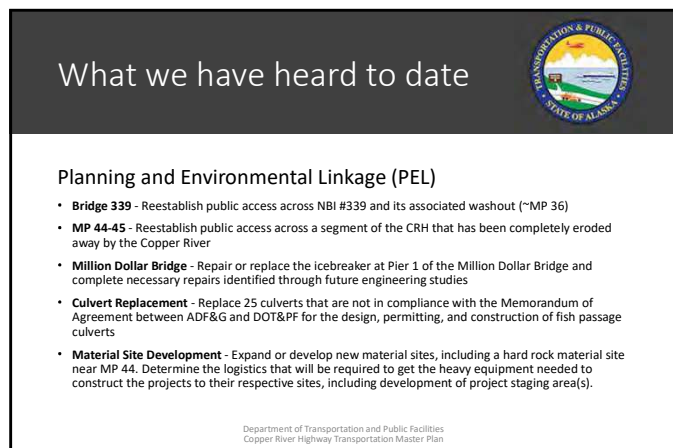 What we have heard to date
TRANSPORTATION & PUBLIC FACILITIES
STATE OF ALASKA
Planning and Environmental Linkage (PEL)
• Bridge 339 - Reestablish public access across NBI #339 and its associated washout (~MP 36)
• MP 44-45 - Reestablish public access across a segment of the CRH that has been completely eroded
away by the Copper River
• Million Dollar Bridge - Repair or replace the icebreaker at Pier 1 of the Million Dollar Bridge and
complete necessary repairs identified through future engineering studies
• Culvert Replacement - Replace 25 culverts that are not in compliance with the Memorandum of
Agreement between ADF&G and DOT&PF for the design, permitting, and construction of fish passage
culverts
• Material Site Development - Expand or develop new material sites, including a hard rock material site
near MP 44. Determine the logistics that will be required to get the heavy equipment needed to
construct the projects to their respective sites, including development of project staging area(s).
Department of Transportation and Public Facilities
Copper River Highway Transportation Master Plan